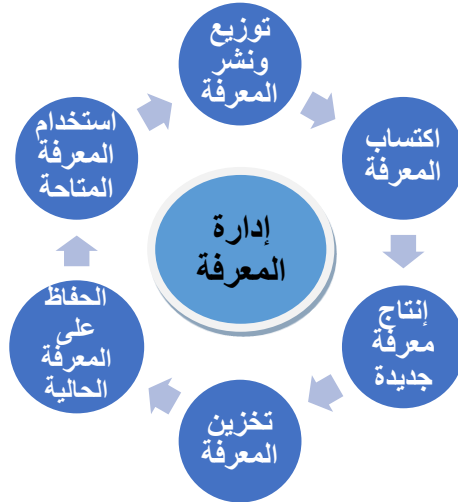 توزيع
ونشر
المعرفة
اكتساب
المعرفة
إنتاج
معرفة
جديدة
تخزين
المعرفة
الحفاظ
على
المعرفة
الحالية
استخدام
المعرفة
المتاحة
إدارة
المعرفة